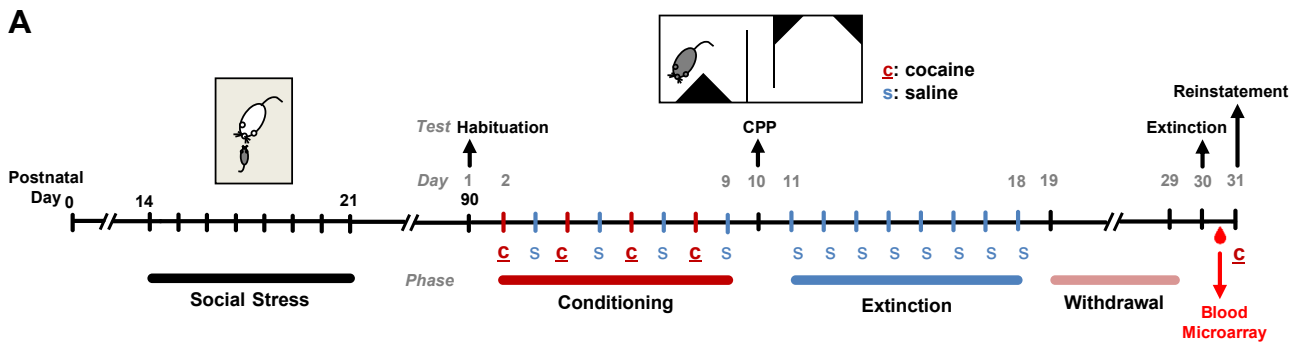 A
c: cocaine
s: saline
Reinstatement
Test Habituation
CPP
Extinction
Postnatal
Day
Day 1 2 9 10 11 18 19 29 30 31
0 14 21 90
c s c s c s c s s s s s s s s s c
Phase
Social Stress
Conditioning
Extinction
Withdrawal
Blood
Microarray